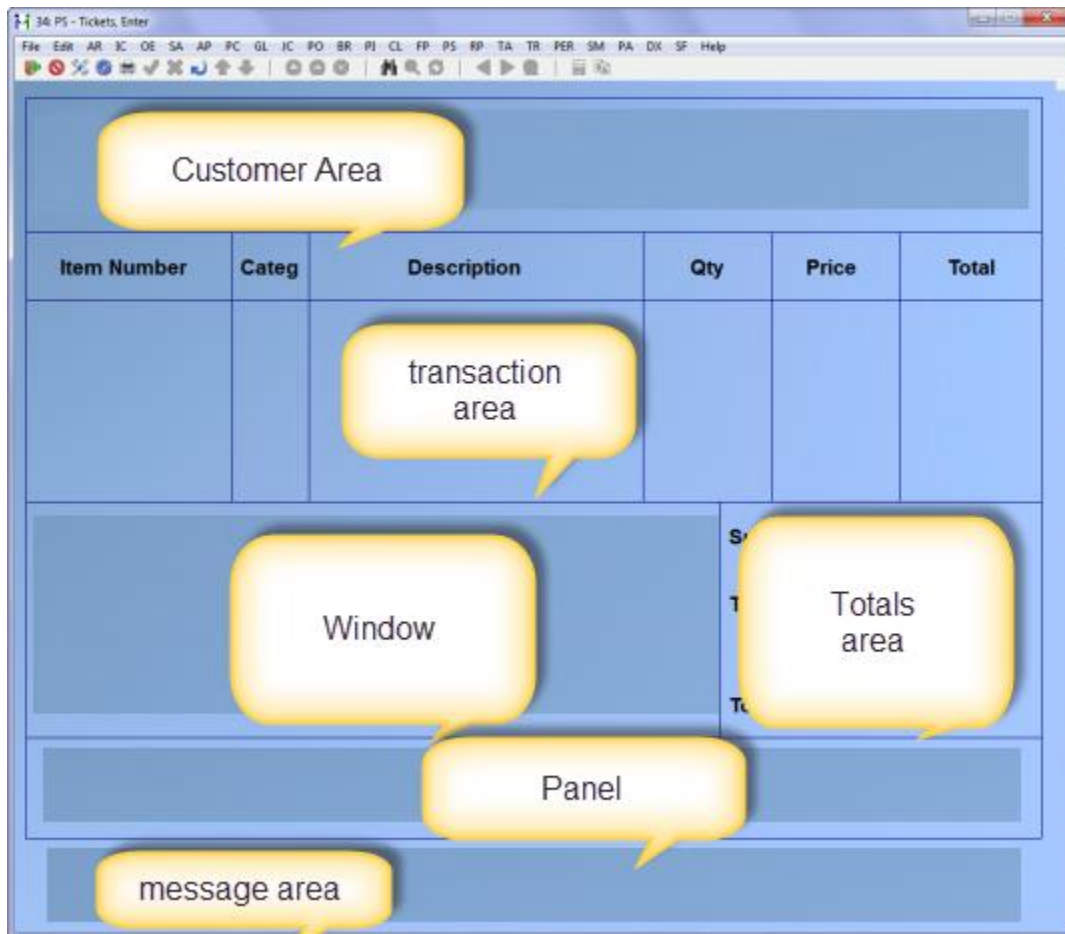 34: PS - Tickets, Enter
File Edit AR IC OE SA AP PC GL JC PO BR PI CL FP PS RP TA TR PER SM PA DX SF Help
Customer Area
Item Number Categ Description Qty Price Total
transaction
area
Window
Totals
area
Panel
message area